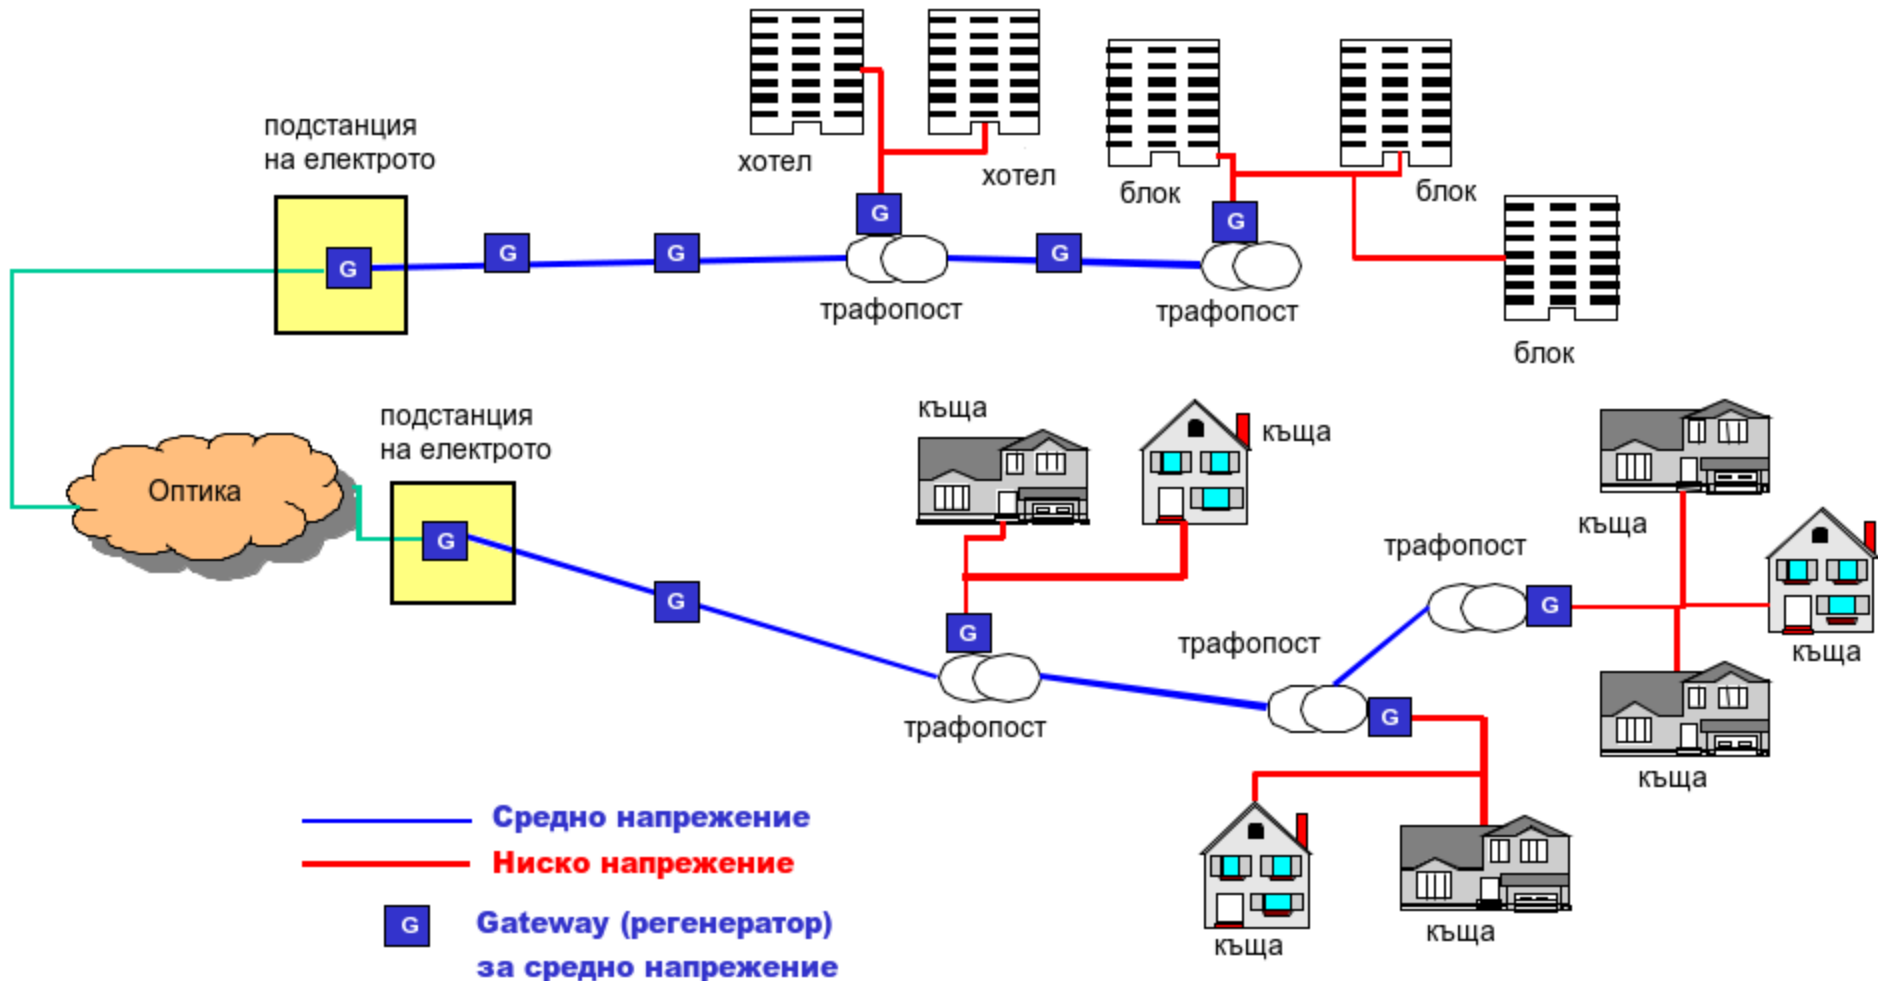 подстанция
на електрото
хотел
хотел
блок
блок
блок
G
G
G
G
G
G
трафопост
трафопост
Оптика
подстанция
на електрото
G
G
къща
къща
G
трафопост
трафопост
G
трафопост
G
къща
къща
къща
къща
къща
Средно напрежение
Ниско напрежение
G
Gateway (регенератор)
за средно напрежение